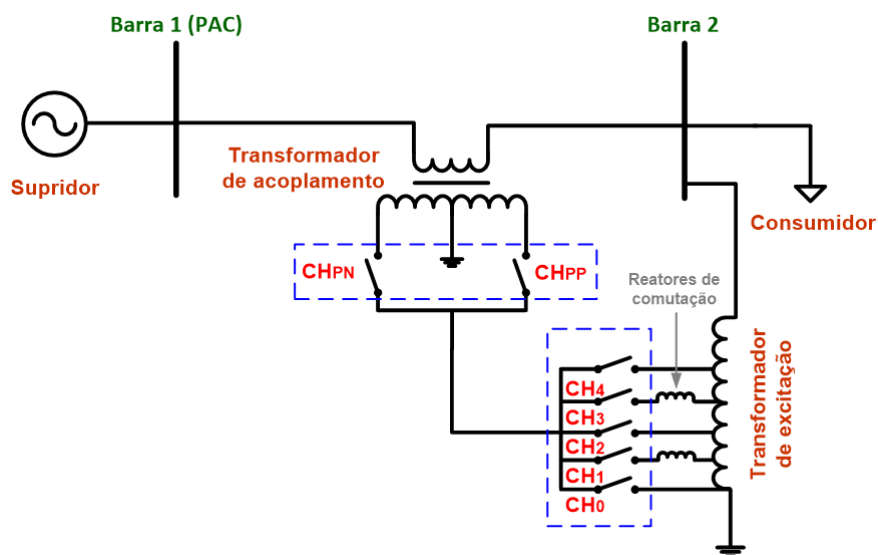 Barra 1 (PAC)
Barra 2
Transformador
de acoplamento
Supridor
Consumidor
CHPN
CHPP
Reatores de
comutação
Transformador
de excitação
CH4
CH3
CH2
CH1
CH0